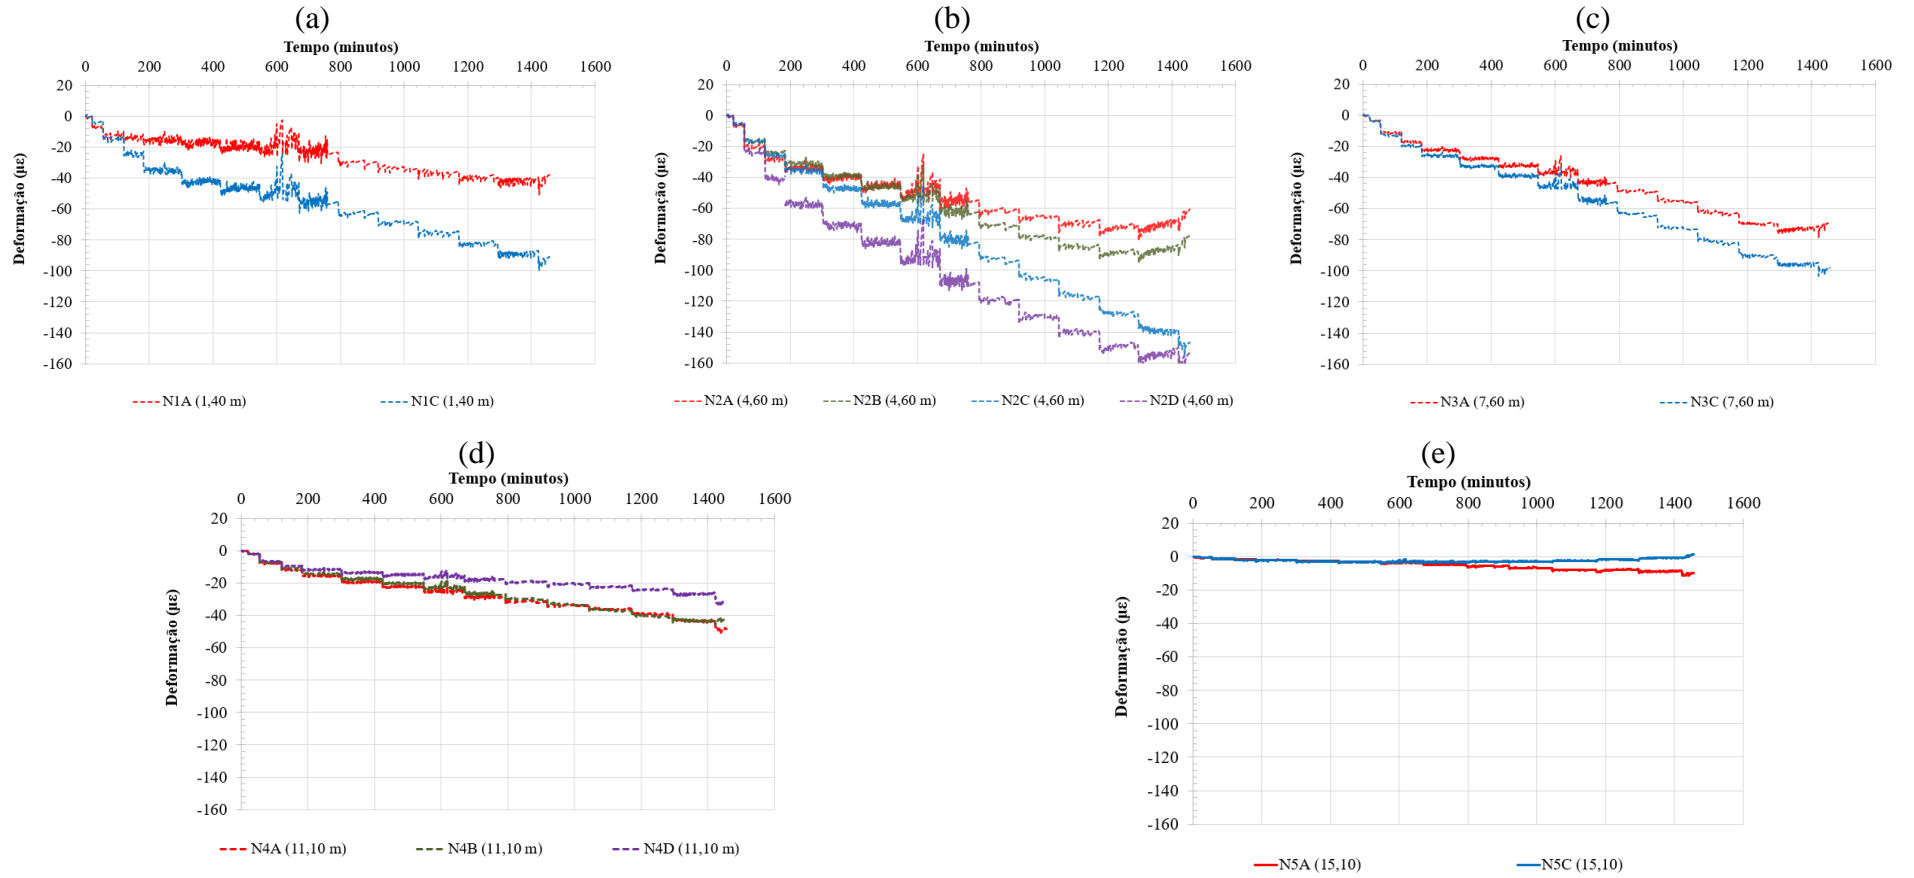 (a)
Tempo (minutos)
0 200 400 600 800 1000 1200 1400 1600
20
0
-20
-40
-60
-80
-100
-120
-140
-160
Deformação (µε)
N1A (1,40 m) N1C (1,40 m)
(b)
Tempo (minutos)
0 200 400 600 800 1000 1200 1400 1600
20
0
-20
-40
-60
-80
-100
-120
-140
-160
Deformação (µε)
N2A (4,60 m) N2B (4,60 m) N2C (4,60 m) N2D (4,60 m)
(c)
Tempo (minutos)
0 200 400 600 800 1000 1200 1400 1600
20
0
-20
-40
-60
-80
-100
-120
-140
-160
Deformação (µε)
N3A (7,60 m) N3C (7,60 m)
(d)
Tempo (minutos)
0 200 400 600 800 1000 1200 1400 1600
20
0
-20
-40
-60
-80
-100
-120
-140
-160
Deformação (µε)
N4A (11,10 m) N4B (11,10 m) N4D (11,10 m)
(e)
Tempo (minutos)
0 200 400 600 800 1000 1200 1400 1600
20
0
-20
-40
-60
-80
-100
-120
-140
-160
Deformação (µε)
N5A (15,10) N5C (15,10)